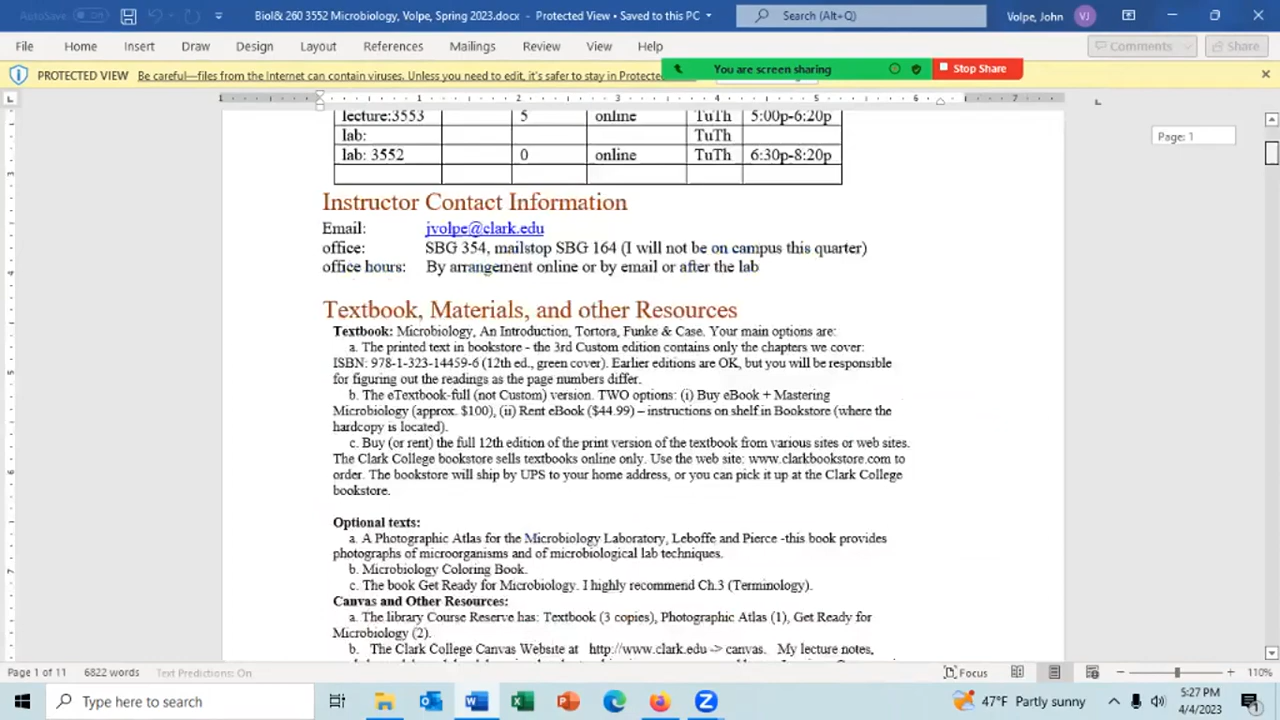 AutoSave Biol& 260 3552 Microbiology, Volpe, Spring 2023.docx - Protected View • Saved to this PC Search (Alt+Q) Volpe, John VJ
File Home Insert Draw Design Layout References Mailings Review View Help Comments Share
PROTECTED VIEW Be careful—files from the Internet can contain viruses. Unless you need to edit, it's safer to stay in Protected You are screen sharing Stop Share
1 1 2 3 4 5 6 7
lecture:3553 5 online TuTh 5:00p-6:20p
lab: TuTh
lab: 3552 0 online TuTh 6:30p-8:20p
Page: 1
Instructor Contact Information
Email: jvolpe@clark.edu
office: SBG 354, mailstop SBG 164 (I will not be on campus this quarter)
office hours: By arrangement online or by email or after the lab
Textbook, Materials, and other Resources
Textbook: Microbiology, An Introduction, Tortora, Funke & Case. Your main options are:
a. The printed text in bookstore - the 3rd Custom edition contains only the chapters we cover:
ISBN: 978-1-323-14459-6 (12th ed., green cover). Earlier editions are OK, but you will be responsible
for figuring out the readings as the page numbers differ.
b. The eTextbook-full (not Custom) version. TWO options: (i) Buy eBook + Mastering
Microbiology (approx. $100), (ii) Rent eBook ($44.99) – instructions on shelf in Bookstore (where the
hardcopy is located).
c. Buy (or rent) the full 12th edition of the print version of the textbook from various sites or web sites.
The Clark College bookstore sells textbooks online only. Use the web site: www.clarkbookstore.com to
order. The bookstore will ship by UPS to your home address, or you can pick it up at the Clark College
bookstore.
Optional texts:
a. A Photographic Atlas for the Microbiology Laboratory, Leboffe and Pierce -this book provides
photographs of microorganisms and of microbiological lab techniques.
b. Microbiology Coloring Book.
c. The book Get Ready for Microbiology. I highly recommend Ch.3 (Terminology).
Canvas and Other Resources:
a. The library Course Reserve has: Textbook (3 copies), Photographic Atlas (1), Get Ready for
Microbiology (2).
b. The Clark College Canvas Website at http://www.clark.edu -> canvas. My lecture notes,
Page 1 of 11 6822 words Text Predictions: On Focus 110%
Type here to search 47°F Partly sunny 5:27 PM
4/4/2023